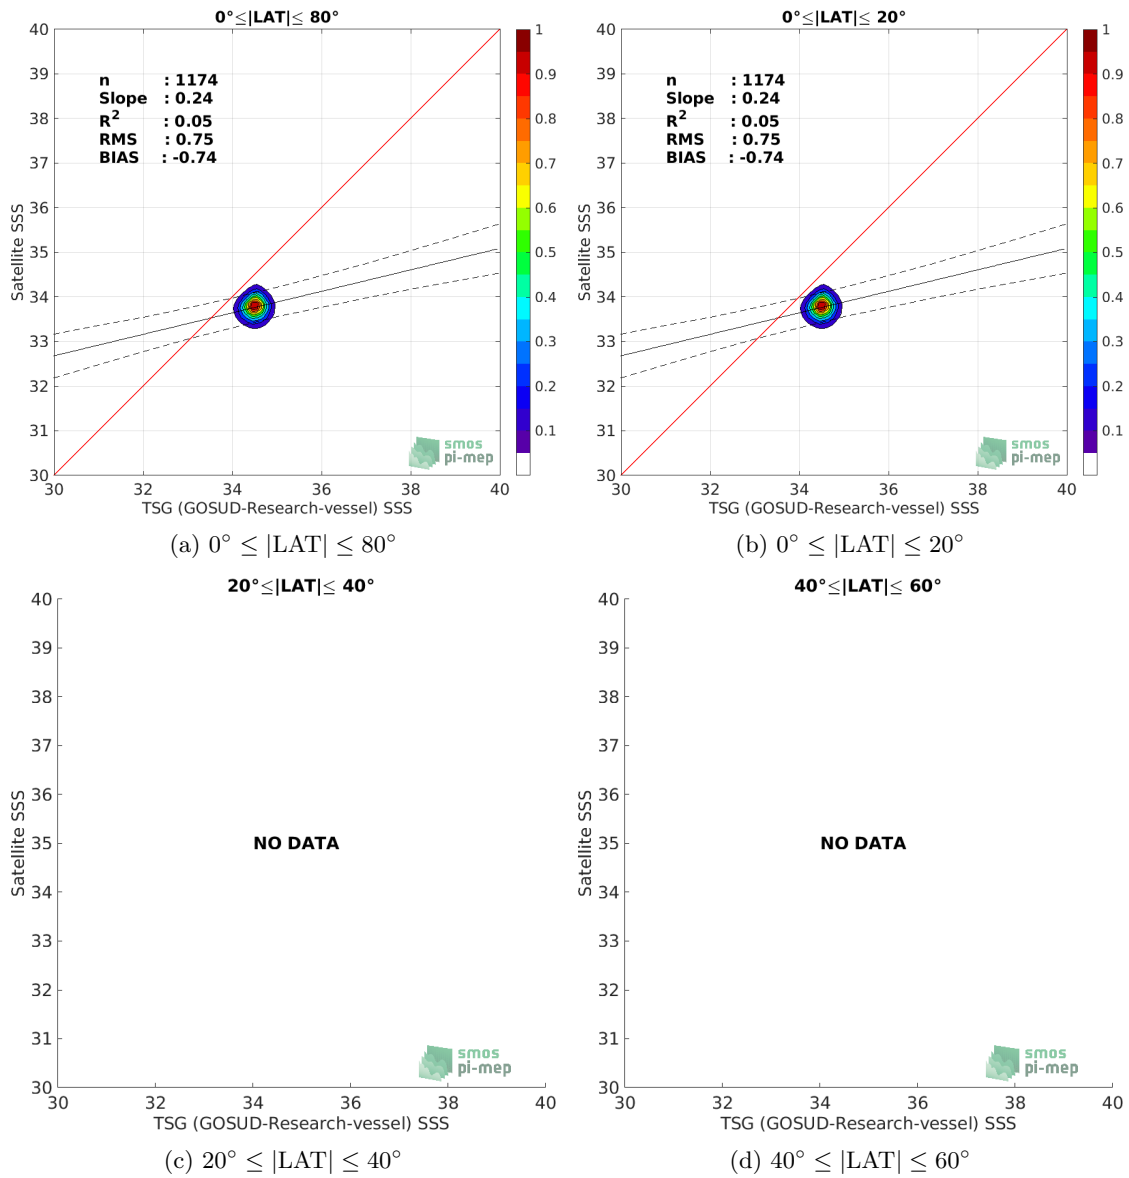 0°≤|LAT|≤ 80°
40
39
38
37
36
35
34
33
32
31
30
n : 1174
Slope : 0.24
R2 : 0.05
RMS : 0.75
BIAS : -0.74
Satellite SSS
smos
pi-mep
30 32 34 36 38 40
TSG (GOSUD-Research-vessel) SSS
1
0.9
0.8
0.7
0.6
0.5
0.4
0.3
0.2
0.1
(a) 0° ≤ |LAT| ≤ 80°
0°≤|LAT|≤ 20°
40
39
38
37
36
35
34
33
32
31
30
n : 1174
Slope : 0.24
R2 : 0.05
RMS : 0.75
BIAS : -0.74
Satellite SSS
smos
pi-mep
30 32 34 36 38 40
TSG (GOSUD-Research-vessel) SSS
1
0.9
0.8
0.7
0.6
0.5
0.4
0.3
0.2
0.1
(b) 0° ≤ |LAT| ≤ 20°
20°≤|LAT|≤ 40°
40
39
38
37
36
35
34
33
32
31
30
Satellite SSS
NO DATA
smos
pi-mep
30 32 34 36 38 40
TSG (GOSUD-Research-vessel) SSS
(c) 20° ≤ |LAT| ≤ 40°
40°≤|LAT|≤ 60°
40
39
38
37
36
35
34
33
32
31
30
Satellite SSS
NO DATA
smos
pi-mep
30 32 34 36 38 40
TSG (GOSUD-Research-vessel) SSS
(d) 40° ≤ |LAT| ≤ 60°